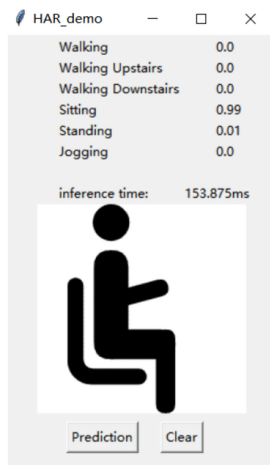 HAR_demo
Walking 0.0
Walking Upstairs 0.0
Walking Downstairs 0.0
Sitting 0.99
Standing 0.01
Jogging 0.0
inference time: 153.875ms
Prediction Clear